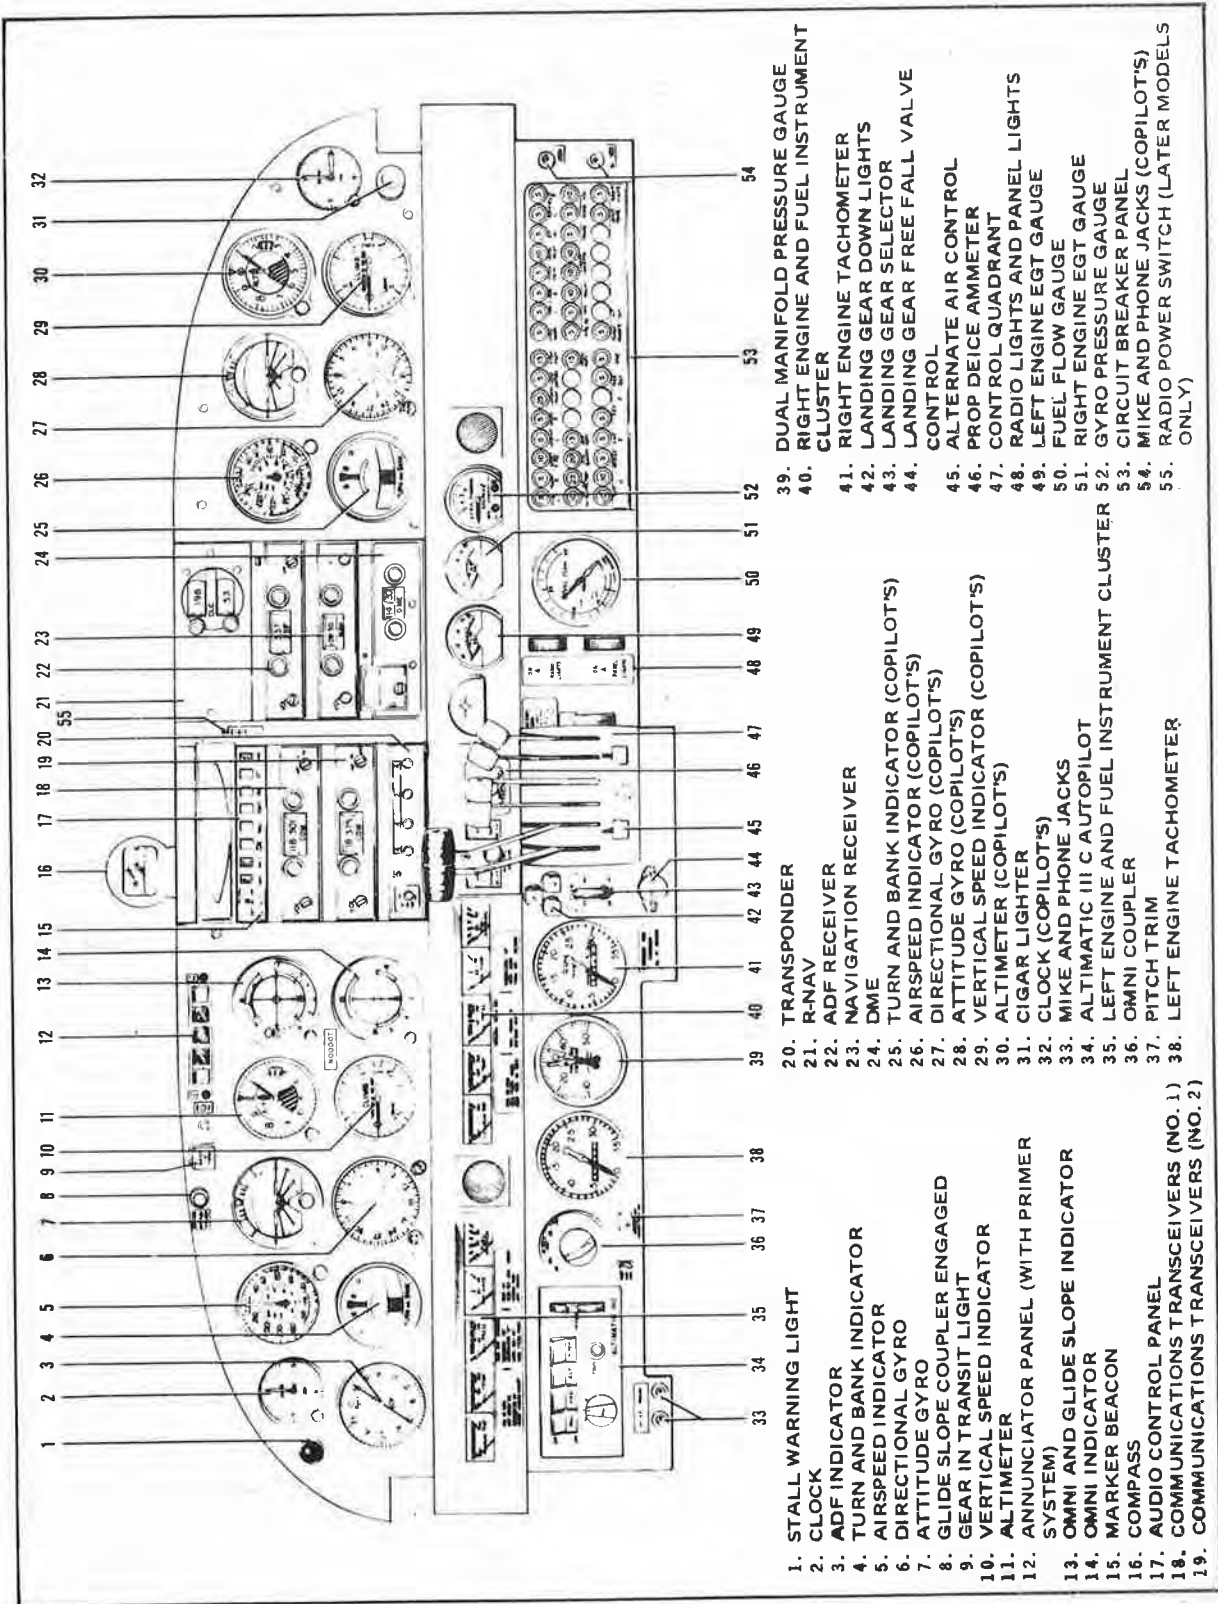 1
2
3
4
5
6
7
8
9
10
11
12
13
14
15
16
17
18
19
20
55
21
22
23
24
25
26
27
28
29
30
31
32
33
34
35
36
37
38
39
40
41
42
43
44
45
46
47
48
49
50
51
52
53
54
1. STALL WARNING LIGHT
2. CLOCK
3. ADF INDICATOR
4. TURN AND BANK INDICATOR
5. AIRSPEED INDICATOR
6. DIRECTIONAL GYRO
7. ATTITUDE GYRO
8. GLIDE SLOPE COUPLER ENGAGED
9. GEAR IN TRANSIT LIGHT
10. VERTICAL SPEED INDICATOR
11. ALTIMETER
12. ANNUNCIATOR PANEL (WITH PRIMER
SYSTEM)
13. OMNI AND GLIDE SLOPE INDICATOR
14. OMNI INDICATOR
15. MARKER BEACON
16. COMPASS
17. AUDIO CONTROL PANEL
18. COMMUNICATIONS TRANSCEIVERS (NO. 1)
19. COMMUNICATIONS TRANSCEIVERS (NO. 2)
20. TRANSPONDER
21. R-NAV
22. ADF RECEIVER
23. NAVIGATION RECEIVER
24. DME
25. TURN AND BANK INDICATOR (COPILOT'S)
26. AIRSPEED INDICATOR (COPILOT'S)
27. DIRECTIONAL GYRO (COPILOT'S)
28. ATTITUDE GYRO (COPILOT'S)
29. VERTICAL SPEED INDICATOR (COPILOT'S)
30. ALTIMETER (COPILOT'S)
31. CIGAR LIGHTER
32. CLOCK (COPILOT'S)
33. MIKE AND PHONE JACKS
34. ALTIMATIC III C AUTOPILOT
35. LEFT ENGINE AND FUEL INSTRUMENT CLUSTER
36. OMNI COUPLER
37. PITCH TRIM
38. LEFT ENGINE TACHOMETER
39. DUAL MANIFOLD PRESSURE GAUGE
40. RIGHT ENGINE AND FUEL INSTRUMENT
CLUSTER
41. RIGHT ENGINE TACHOMETER
42. LANDING GEAR DOWN LIGHTS
43. LANDING GEAR SELECTOR
44. LANDING GEAR FREE FALL VALVE
CONTROL
45. ALTERNATE AIR CONTROL
46. PROP DEICE AMMETER
47. CONTROL QUADRANT
48. RADIO LIGHTS AND PANEL LIGHTS
49. LEFT ENGINE EGT GAUGE
50. FUEL FLOW GAUGE
51. RIGHT ENGINE EGT GAUGE
52. GYRO PRESSURE GAUGE
53. CIRCUIT BREAKER PANEL
54. MIKE AND PHONE JACKS (COPILOT'S)
55. RADIO POWER SWITCH (LATER MODELS
ONLY)